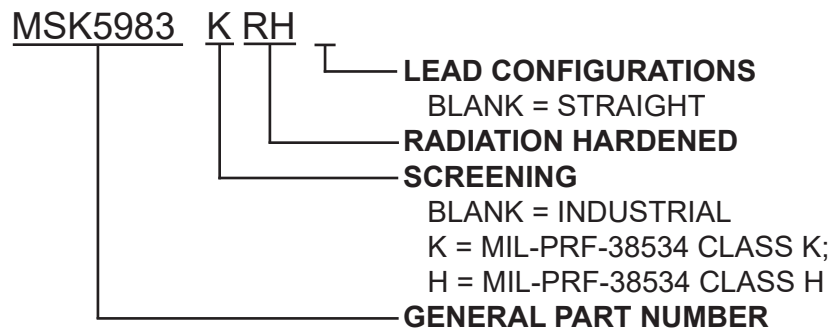 MSK5983 K RH _
LEAD CONFIGURATIONS
BLANK = STRAIGHT
RADIATION HARDENED
SCREENING
BLANK = INDUSTRIAL
K = MIL-PRF-38534 CLASS K;
H = MIL-PRF-38534 CLASS H
GENERAL PART NUMBER